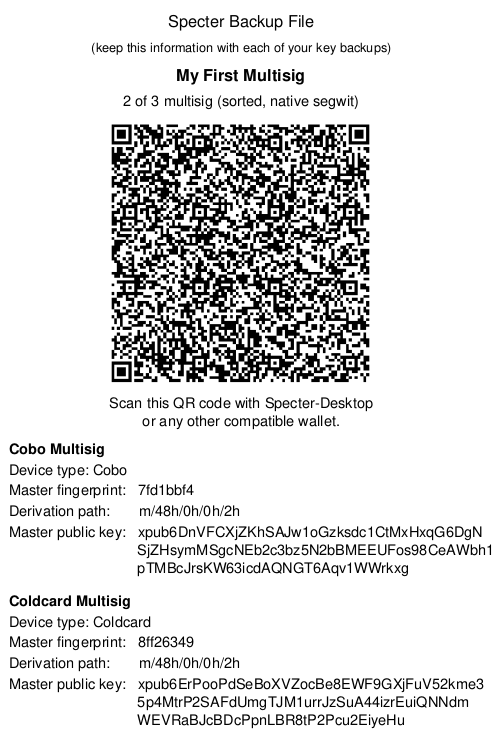 Specter Backup File
(keep this information with each of your key backups)
My First Multisig
2 of 3 multisig (sorted, native segwit)
Scan this QR code with Specter-Desktop
or any other compatible wallet.
Cobo Multisig
Device type: Cobo
Master fingerprint: 7fd1bbf4
Derivation path: m/48h/0h/0h/2h
Master public key: xpub6DnVFCXjZKhSAJw1oGzksdc1CtMxHxqG6DgN
SjZHsymMSgcNEb2c3bz5N2bBMEEUFos98CeAWbh1
pTMBcJrsKW63icdAQNGT6Aqv1WWrkxg
Coldcard Multisig
Device type: Coldcard
Master fingerprint: 8ff26349
Derivation path: m/48h/0h/0h/2h
Master public key: xpub6ErPooPdSeBoXVZocBe8EWF9GXjFuV52kme3
5p4MtrP2SAFdUmgTJM1urrJzSuA44izrEuiQNNdm
WEVRaBJcBDcPpnLBR8tP2Pcu2EiyeHu